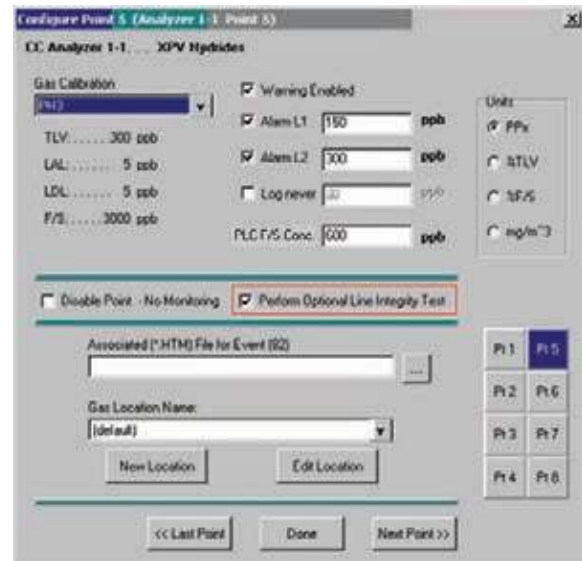 Configure Point 5 (Analyzer 1-1 Point 5)
CC Analyzer 1-1. . . . XPV Hydrides
Gas Calibration
PH3
TLV:......300 ppb
LAL:....... 5 ppb
LDL:....... 5 ppb
F/S.......3000 ppb
Warning Enabled
Alarm L1 150 ppb
Alarm L2 300 ppb
Log never ppb
PLC F/S Conc. 600 ppb
Units
PPx
%TLV
%F/S
mg/m^3
Disable Point - No Monitoring
Perform Optional Line Integrity Test
Associated (*.HTM) File for Event (82)
...
Gas Location Name:
(default)
New Location
Edit Location
Pt 1
Pt 5
Pt 2
Pt 6
Pt 3
Pt 7
Pt 4
Pt 8
<< Last Point
Done
Next Point >>